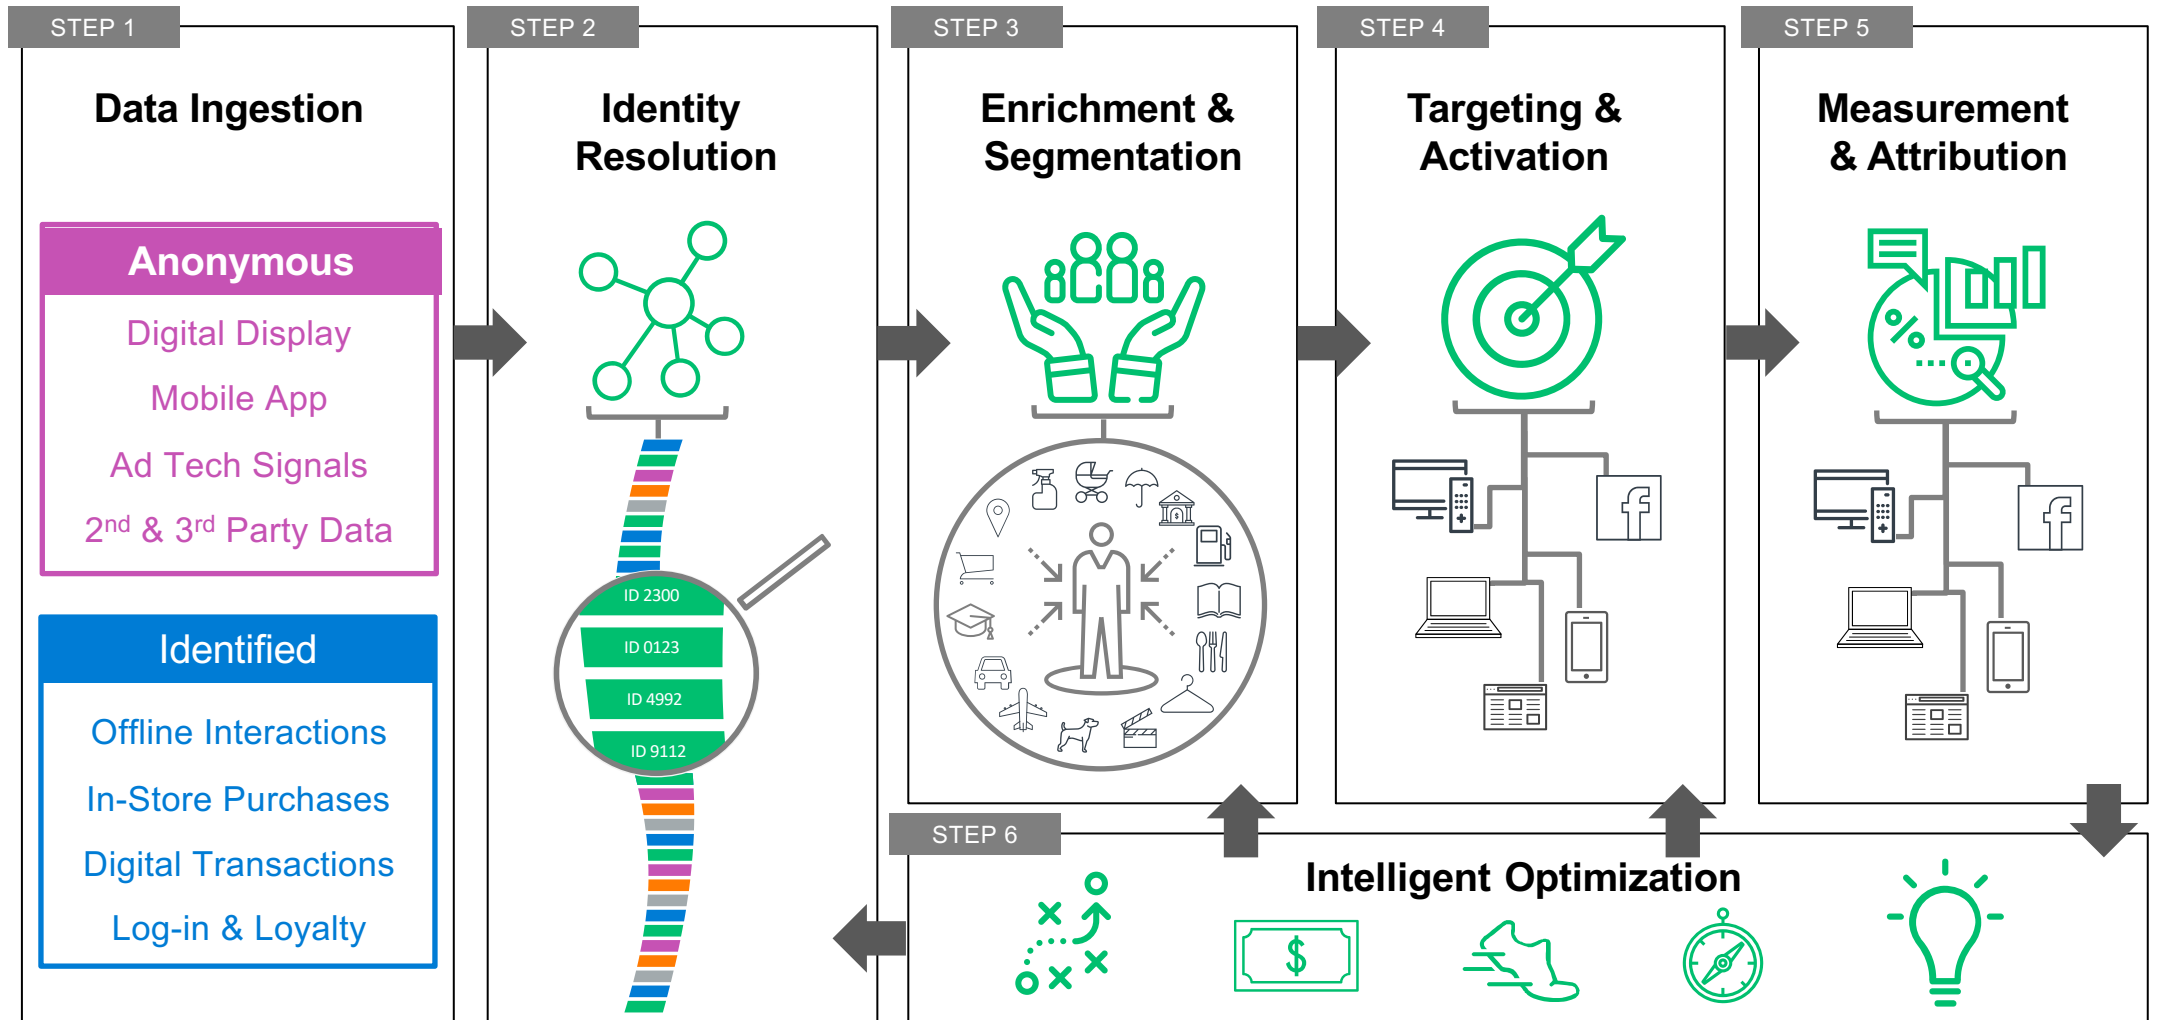 STEP 1
Data Ingestion
Anonymous
Digital Display
Mobile App
Ad Tech Signals
2nd & 3rd Party Data
Identified
Offline Interactions
In-Store Purchases
Digital Transactions
Log-in & Loyalty
STEP 2
Identity
Resolution
ID 2300
ID 0123
ID 4992
ID 9112
STEP 3
Enrichment &
Segmentation
$
STEP 4
Targeting &
Activation
f
STEP 5
Measurement
& Attribution
%
f
STEP 6
Intelligent Optimization
$